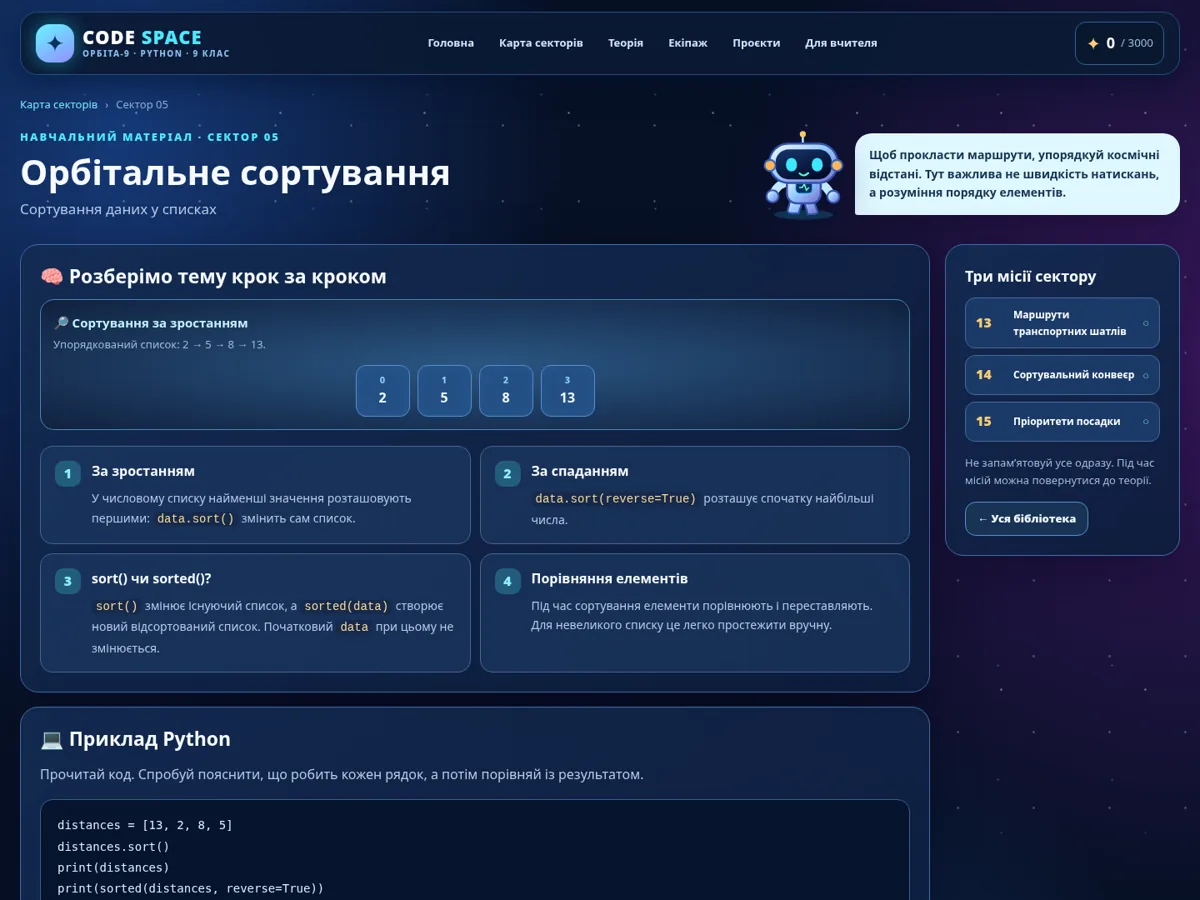 CODE SPACE
ОРБІТА-9 · PYTHON · 9 КЛАС
Головна
Карта секторів
Теорія
Екіпаж
Проєкти
Для вчителя
0 / 3000
Карта секторів › Сектор 05
НАВЧАЛЬНИЙ МАТЕРІАЛ · СЕКТОР 05
Орбітальне сортування
Сортування даних у списках
Щоб прокласти маршрути, упорядкуй космічні
відстані. Тут важлива не швидкість натискань,
а розуміння порядку елементів.
🧠 Розберімо тему крок за кроком
🔎 Сортування за зростанням
Упорядкований список: 2 → 5 → 8 → 13.
0
2
1
5
2
8
3
13
1
За зростанням
У числовому списку найменші значення розташовують
першими: data.sort() змінить сам список.
2
За спаданням
data.sort(reverse=True) розташує спочатку найбільші
числа.
3
sort() чи sorted()?
sort() змінює існуючий список, а sorted(data) створює
новий відсортований список. Початковий data при цьому не
змінюється.
4
Порівняння елементів
Під час сортування елементи порівнюють і переставляють.
Для невеликого списку це легко простежити вручну.
Три місії сектору
13
Маршрути
транспортних шатлів
14
Сортувальний конвеєр
15
Пріоритети посадки
Не запам’ятовуй усе одразу. Під час
місій можна повернутися до теорії.
← Уся бібліотека
💻 Приклад Python
Прочитай код. Спробуй пояснити, що робить кожен рядок, а потім порівняй із результатом.
distances = [13, 2, 8, 5]
distances.sort()
print(distances)
print(sorted(distances, reverse=True))